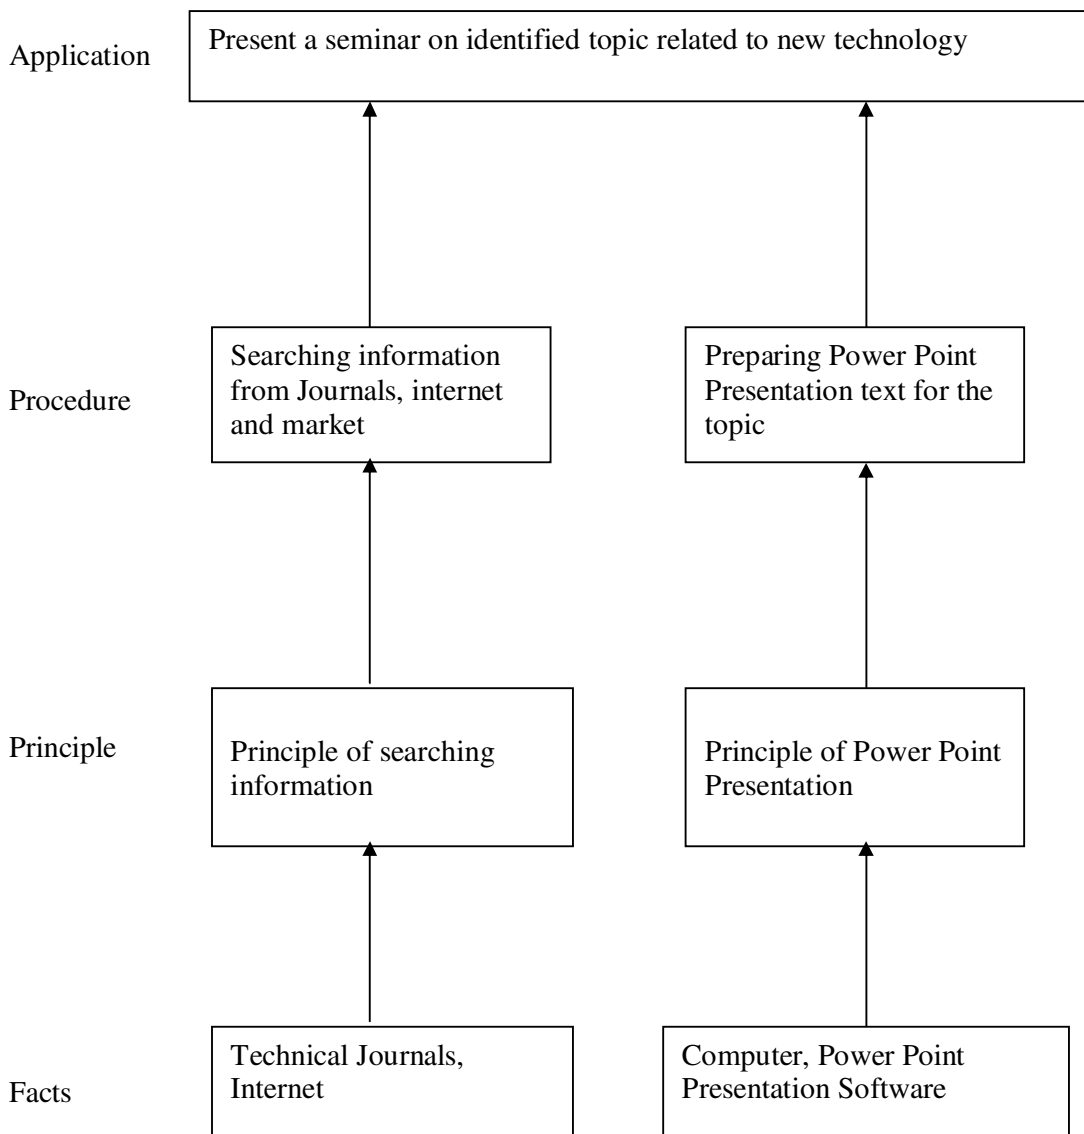 Application
Present a seminar on identified topic related to new technology
Procedure
Searching information
from Journals, internet
and market
Preparing Power Point
Presentation text for the
topic
Principle
Principle of searching
information
Principle of Power Point
Presentation
Facts
Technical Journals,
Internet
Computer, Power Point
Presentation Software